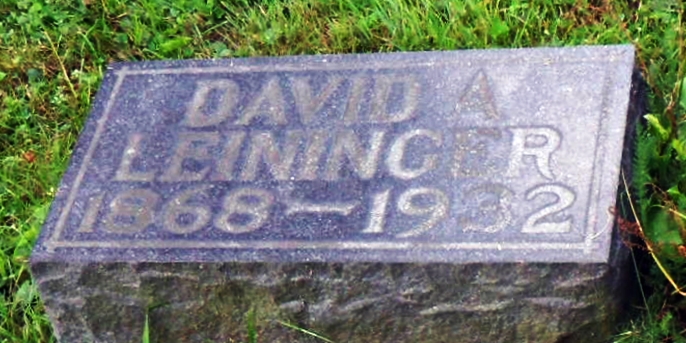 DAVID A
LEININGER
1868-1932